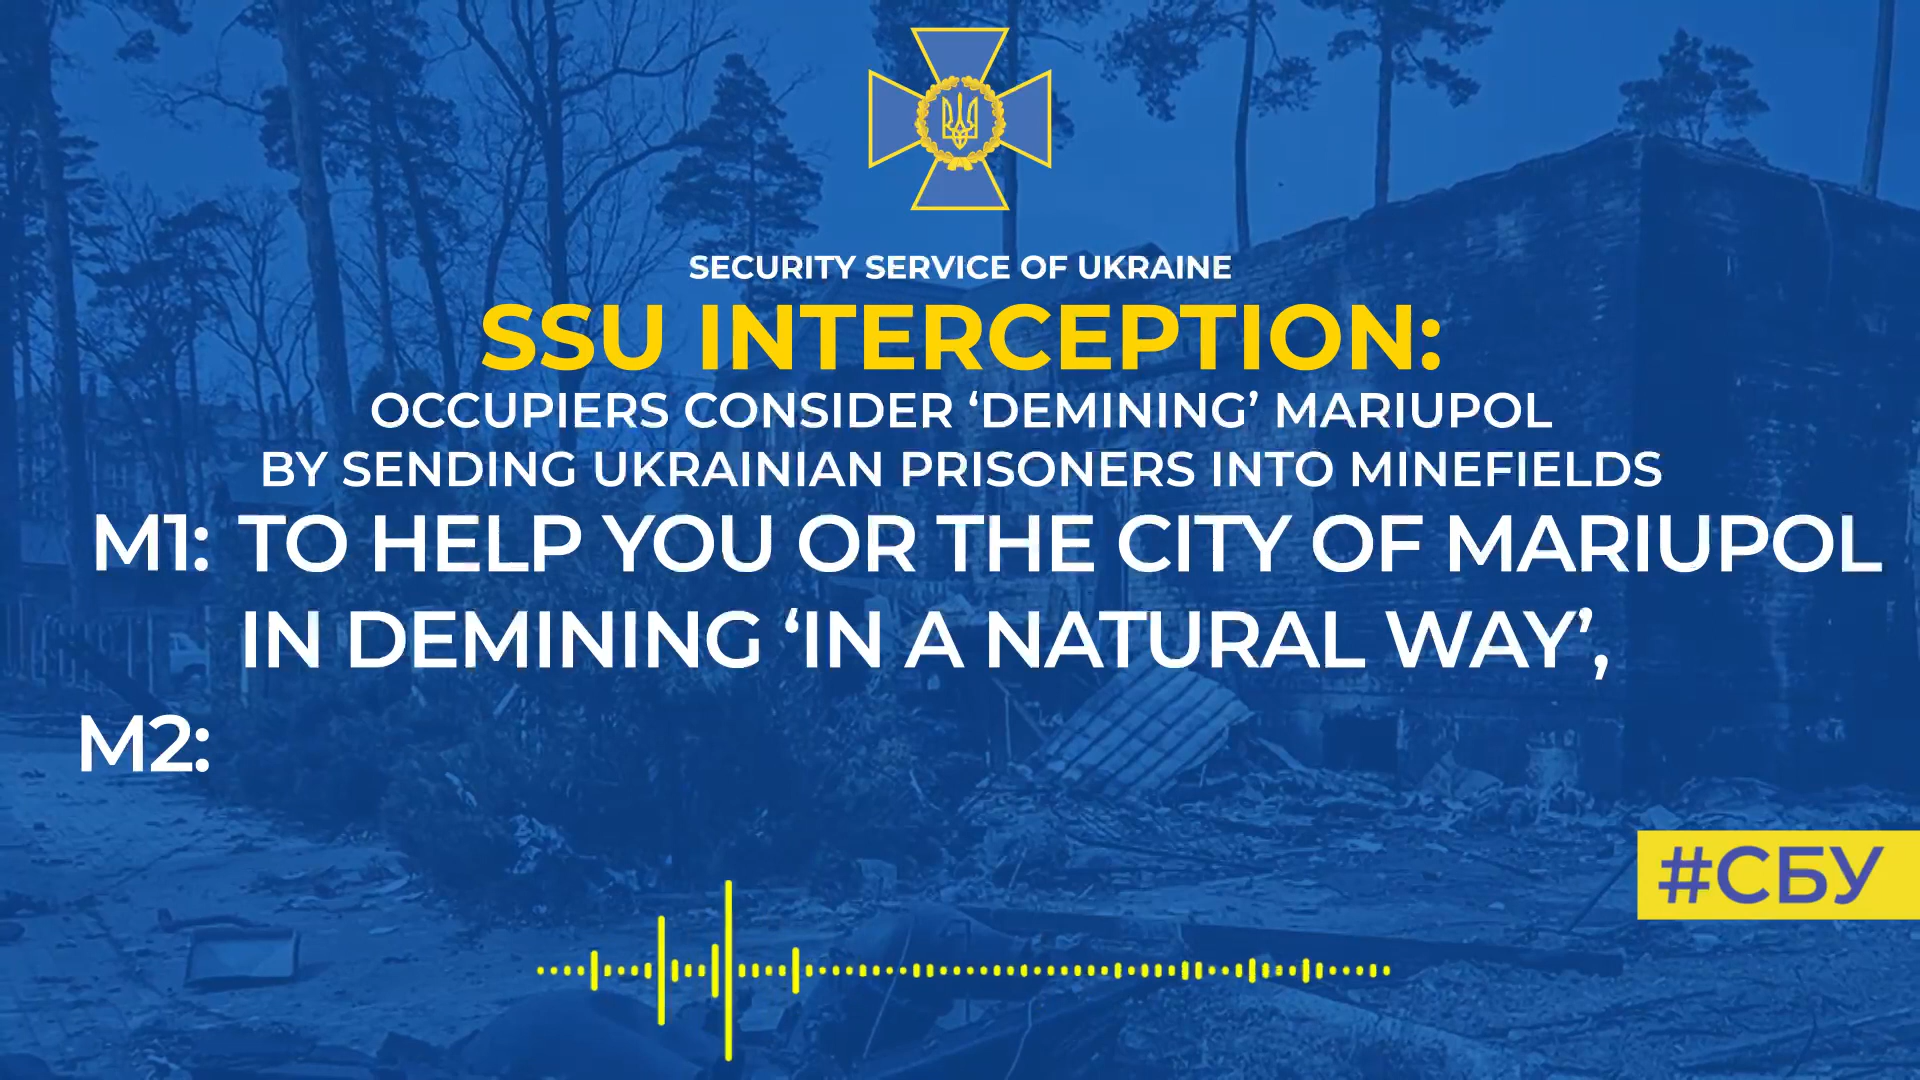 SECURITY SERVICE OF UKRAINE
SSU INTERCEPTION:
OCCUPIERS CONSIDER ‘DEMINING’ MARIUPOL
BY SENDING UKRAINIAN PRISONERS INTO MINEFIELDS
M1: TO HELP YOU OR THE CITY OF MARIUPOL
IN DEMINING ‘IN A NATURAL WAY’,
M2:
#СБУ